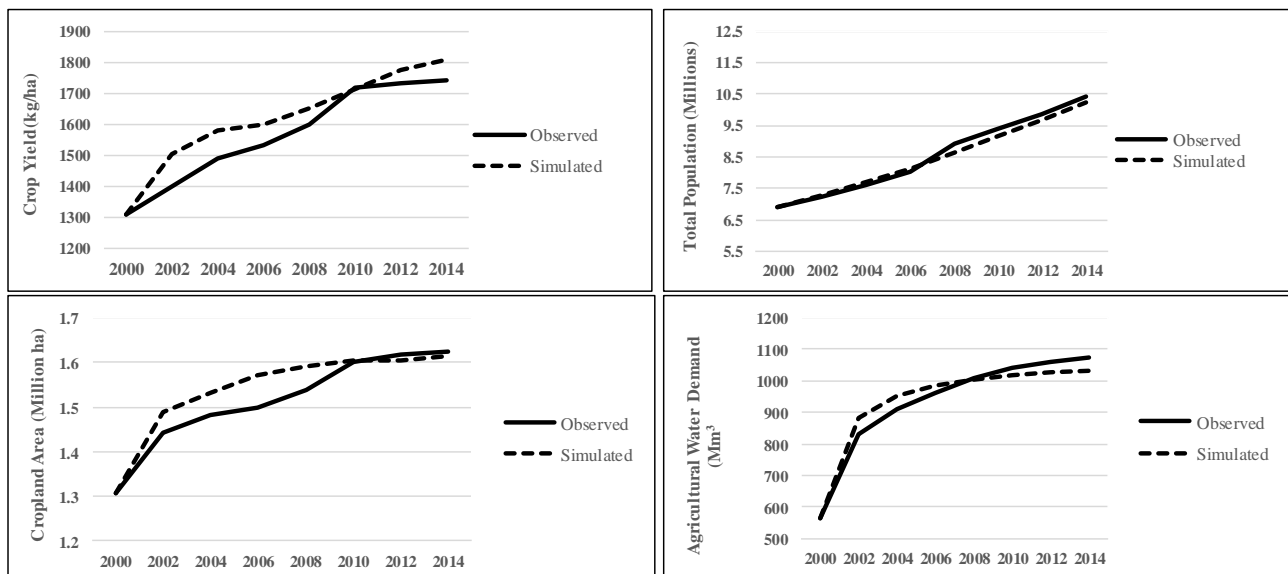 Crop Yield(kg/ha)
1900
1800
1700
1600
1500
1400
1300
1200
2000 2002 2004 2006 2008 2010 2012 2014
Observed
Simulated
Total Population (Millions)
12.5
11.5
10.5
9.5
8.5
7.5
6.5
5.5
2000 2002 2004 2006 2008 2010 2012 2014
Observed
Simulated
Cropland Area (Million ha)
1.7
1.6
1.5
1.4
1.3
1.2
2000 2002 2004 2006 2008 2010 2012 2014
Observed
Simulated
Agricultural Water Demand
(Mm³
1200
1100
1000
900
800
700
600
500
2000 2002 2004 2006 2008 2010 2012 2014
Observed
Simulated